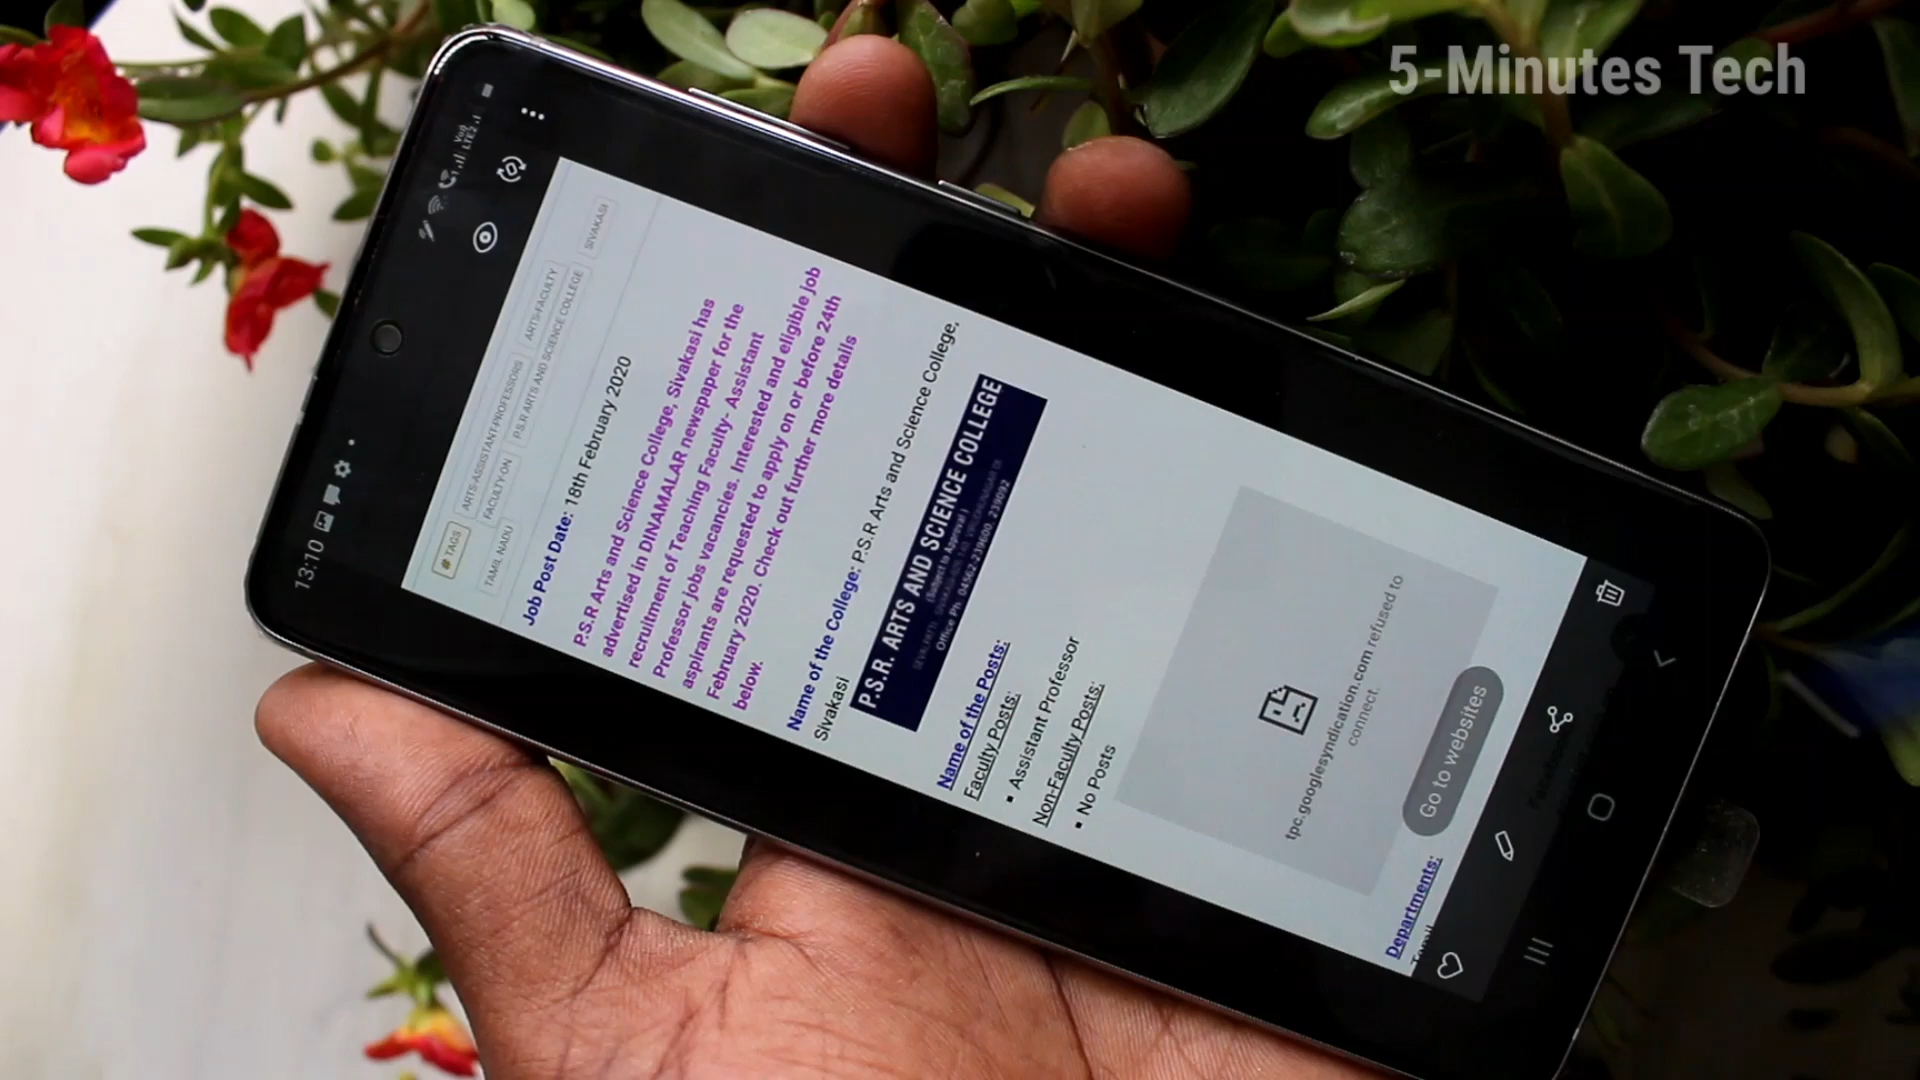 5-Minutes Tech
13:10
# TAGS
ARTS-ASSISTANT-PROFESSORS
ARTS-FACULTY
FACULTY ON
P.S.R ARTS AND SCIENCE COLLEGE
SIVAKASI
TAMIL NADU
Job Post Date: 18th February 2020
P.S.R Arts and Science College, Sivakasi has
advertised in DINAMALAR newspaper for the
recruitment of Teaching Faculty- Assistant
Professor jobs vacancies. Interested and eligible job
aspirants are requested to apply on or before 24th
February 2020. Check out further more details
below.
Name of the College: P.S.R Arts and Science College,
Sivakasi
P.S.R. ARTS AND SCIENCE COLLEGE
(Subject to Approval)
Office Ph: 04562-239600, 239092
Name of the Posts:
Faculty Posts:
▪ Assistant Professor
Non-Faculty Posts:
▪ No Posts
tpc.googlesyndication.com refused to
connect.
Go to websites
Departments: